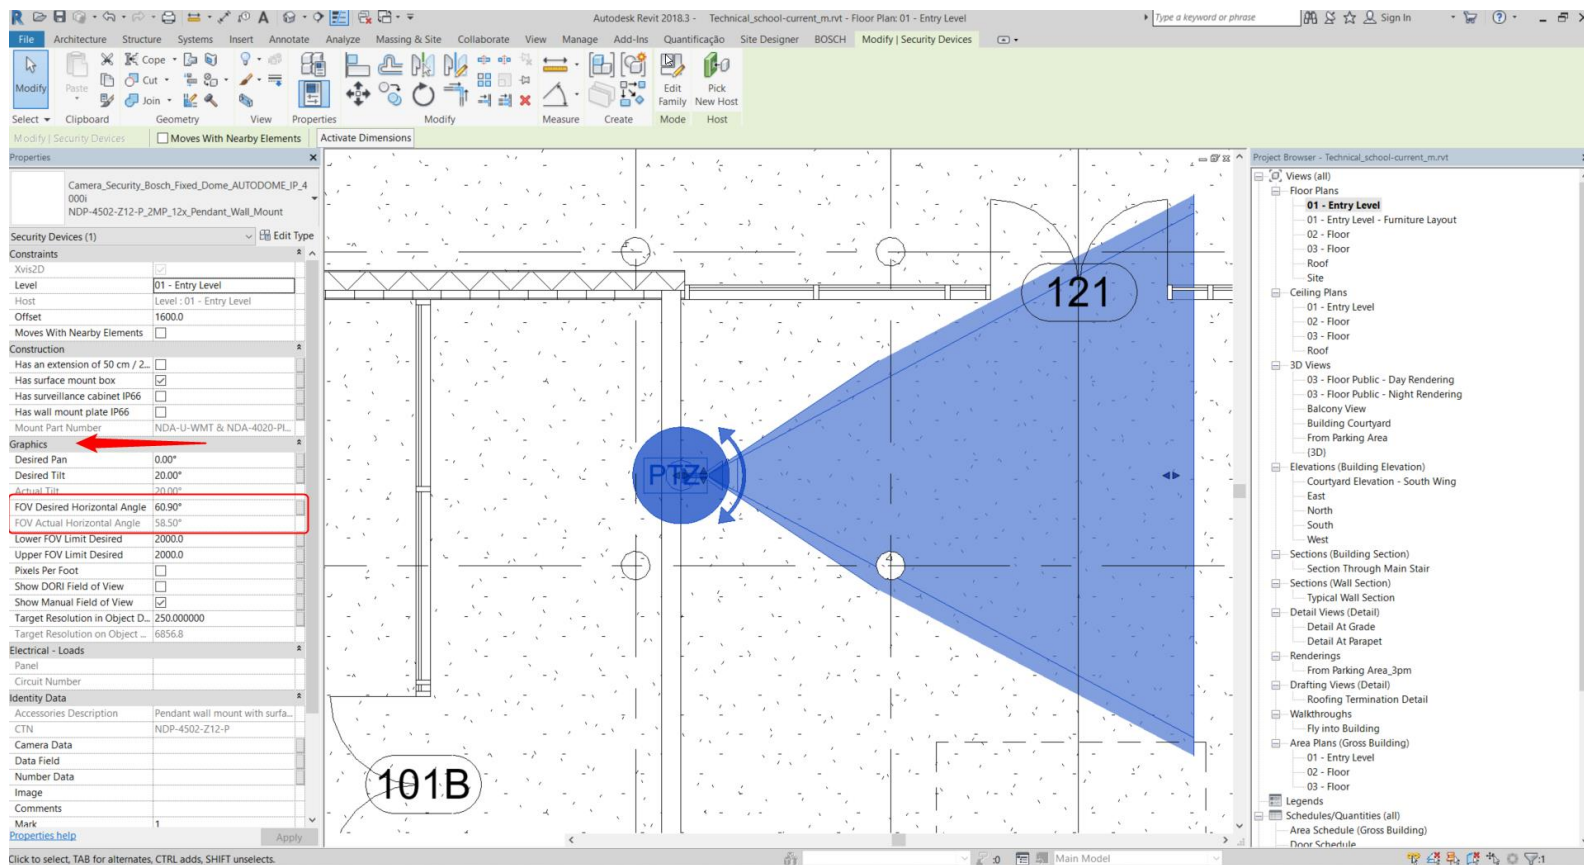 Autodesk Revit 2018.3 - Technical_school-current_m.rvt - Floor Plan: 01 - Entry Level
Type a keyword or phrase
Sign In
File Architecture Structure Systems Insert Annotate Analyze Massing & Site Collaborate View Manage Add-Ins Quantificação Site Designer BOSCH Modify | Security Devices
Modify
Paste
Cope
Cut
Join
Edit
Family
Pick
New Host
Select Clipboard Geometry View Properties Modify Measure Create Mode Host
Modify | Security Devices Moves With Nearby Elements Activate Dimensions
Properties
Camera_Security_Bosch_Fixed_Dome_AUTODOME_IP_4
000i
NDP-4502-Z12-P_2MP_12x_Pendant_Wall_Mount
Security Devices (1) Edit Type
Constraints
Xvis2D
Level 01 - Entry Level
Host Level : 01 - Entry Level
Offset 1600.0
Moves With Nearby Elements
Construction
Has an extension of 50 cm / 2...
Has surface mount box
Has surveillance cabinet IP66
Has wall mount plate IP66
Mount Part Number NDA-U-WMT & NDA-4020-Pl...
Graphics
Desired Pan 0.00°
Desired Tilt 20.00°
Actual Tilt 20.00°
FOV Desired Horizontal Angle 60.90°
FOV Actual Horizontal Angle 58.50°
Lower FOV Limit Desired 2000.0
Upper FOV Limit Desired 2000.0
Pixels Per Foot
Show DORI Field of View
Show Manual Field of View
Target Resolution in Object D... 250.000000
Target Resolution on Object ... 6856.8
Electrical - Loads
Panel
Circuit Number
Identity Data
Accessories Description Pendant wall mount with surfa...
CTN NDP-4502-Z12-P
Camera Data
Data Field
Number Data
Image
Comments
Mark 1
Properties help Apply
121
PTZ
101B
Project Browser - Technical_school-current_m.rvt
Views (all)
Floor Plans
01 - Entry Level
01 - Entry Level - Furniture Layout
02 - Floor
03 - Floor
Roof
Site
Ceiling Plans
01 - Entry Level
02 - Floor
03 - Floor
Roof
3D Views
03 - Floor Public - Day Rendering
03 - Floor Public - Night Rendering
Balcony View
Building Courtyard
From Parking Area
{3D}
Elevations (Building Elevation)
Courtyard Elevation - South Wing
East
North
South
West
Sections (Building Section)
Section Through Main Stair
Sections (Wall Section)
Typical Wall Section
Detail Views (Detail)
Detail At Grade
Detail At Parapet
Renderings
From Parking Area_3pm
Drafting Views (Detail)
Roofing Termination Detail
Walkthroughs
Fly into Building
Area Plans (Gross Building)
01 - Entry Level
02 - Floor
03 - Floor
Legends
Schedules/Quantities (all)
Area Schedule (Gross Building)
Door Schedule
Click to select, TAB for alternates, CTRL adds, SHIFT unselects.
:0
Main Model
:1